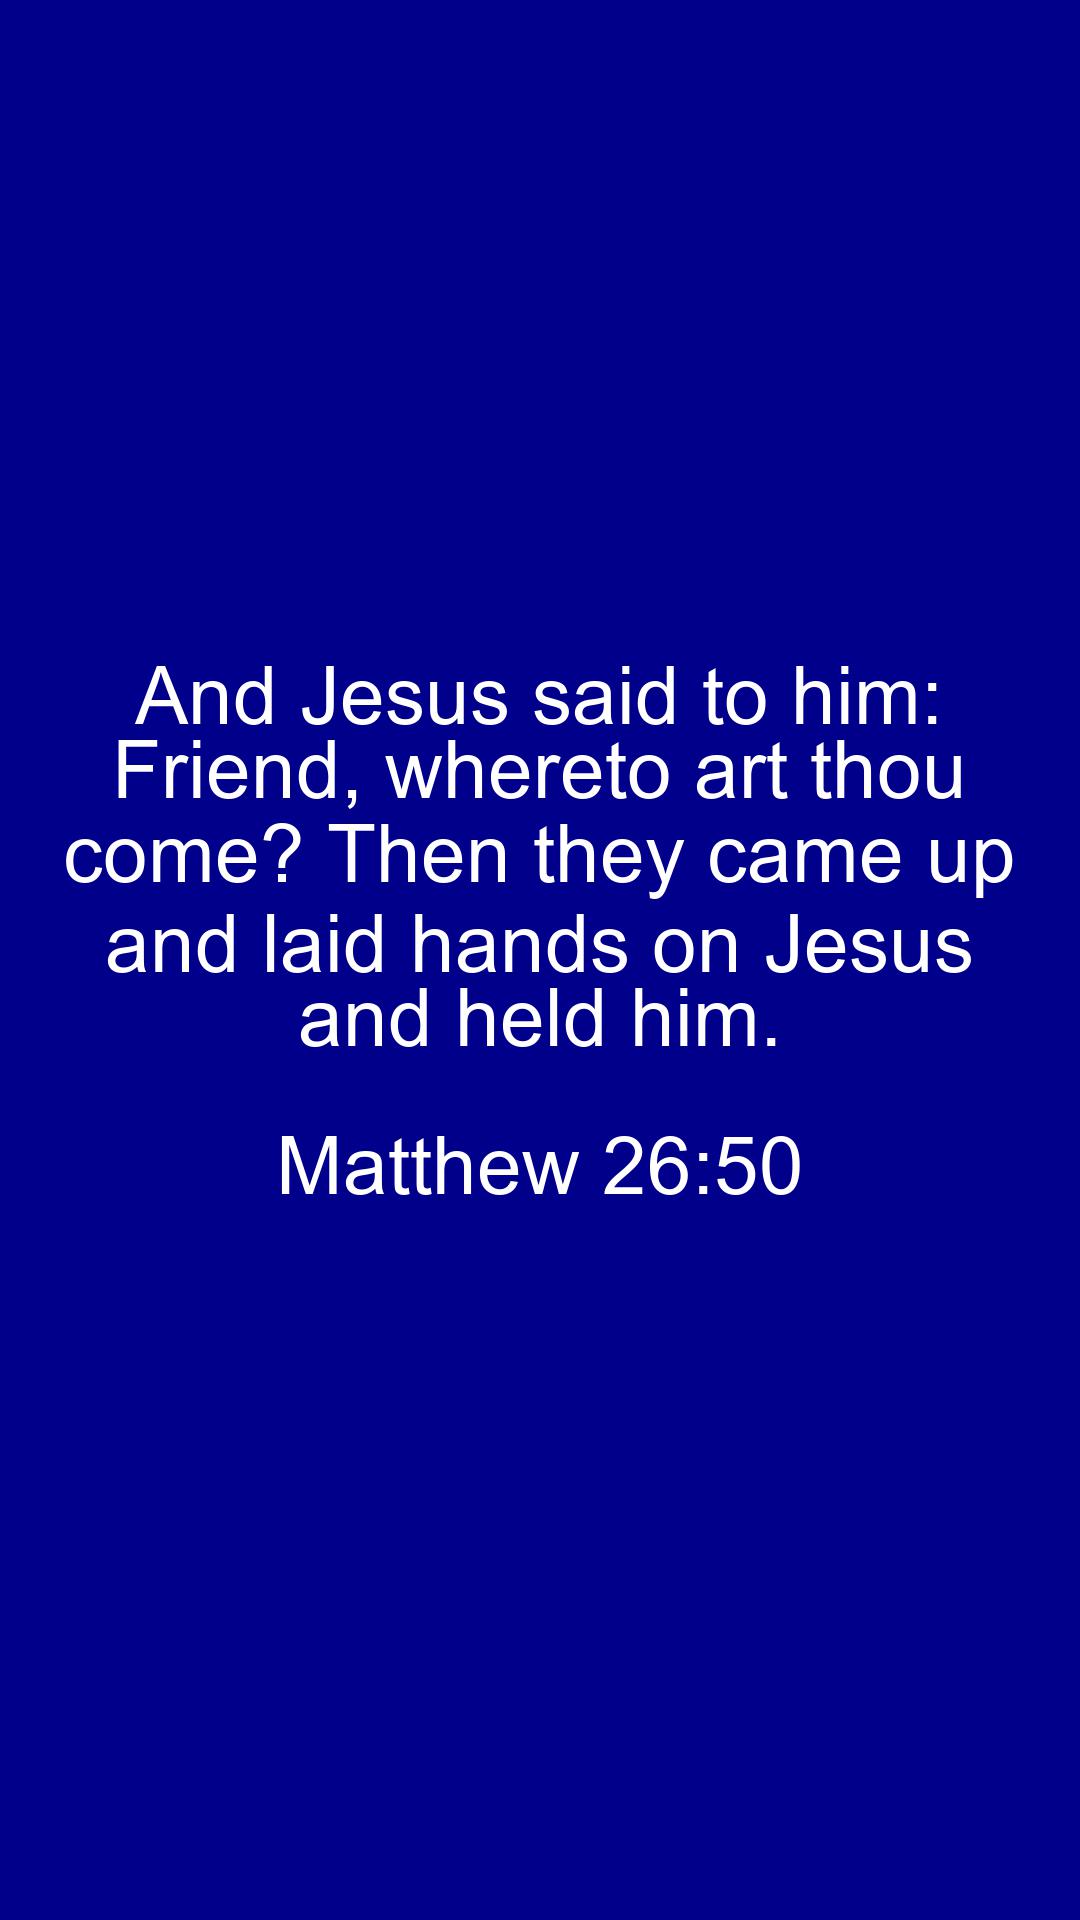 And Jesus said to him:
Friend, whereto art thou
come? Then they came up
and laid hands on Jesus
and held him.
Matthew 26:50